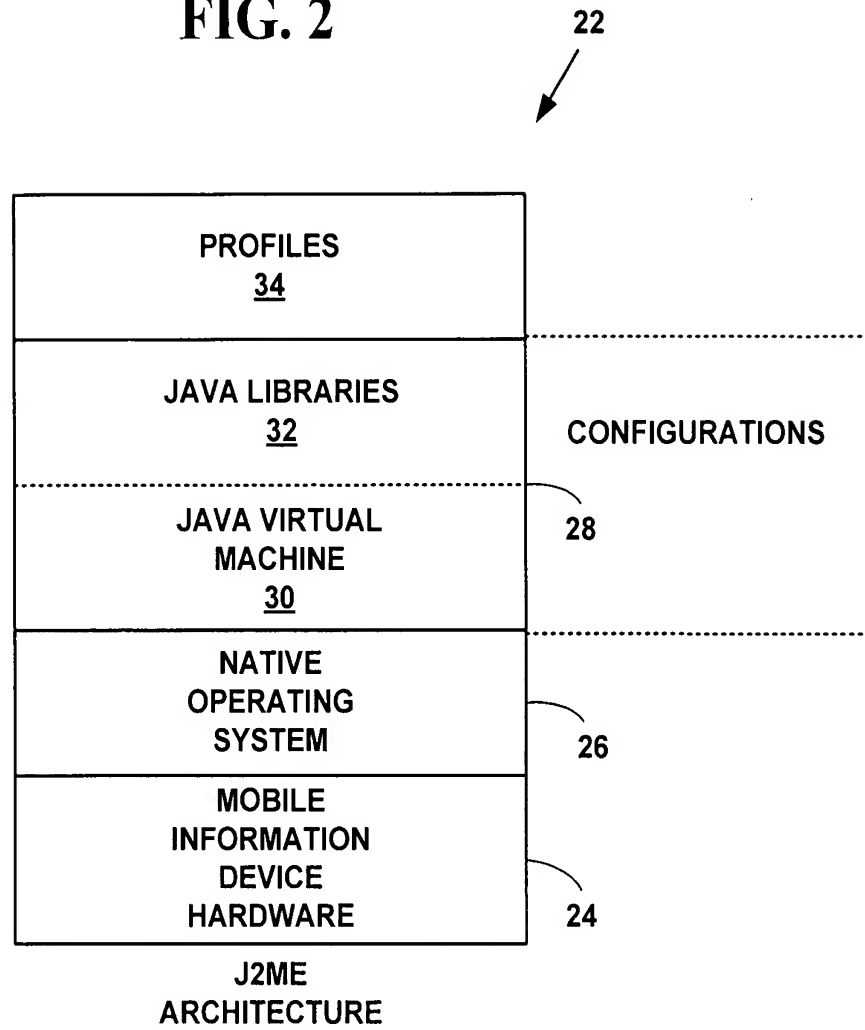 FIG. 2
22
PROFILES
34
JAVA LIBRARIES
32
CONFIGURATIONS
28
JAVA VIRTUAL
MACHINE
30
NATIVE
OPERATING
SYSTEM
26
MOBILE
INFORMATION
DEVICE
HARDWARE
24
J2ME
ARCHITECTURE